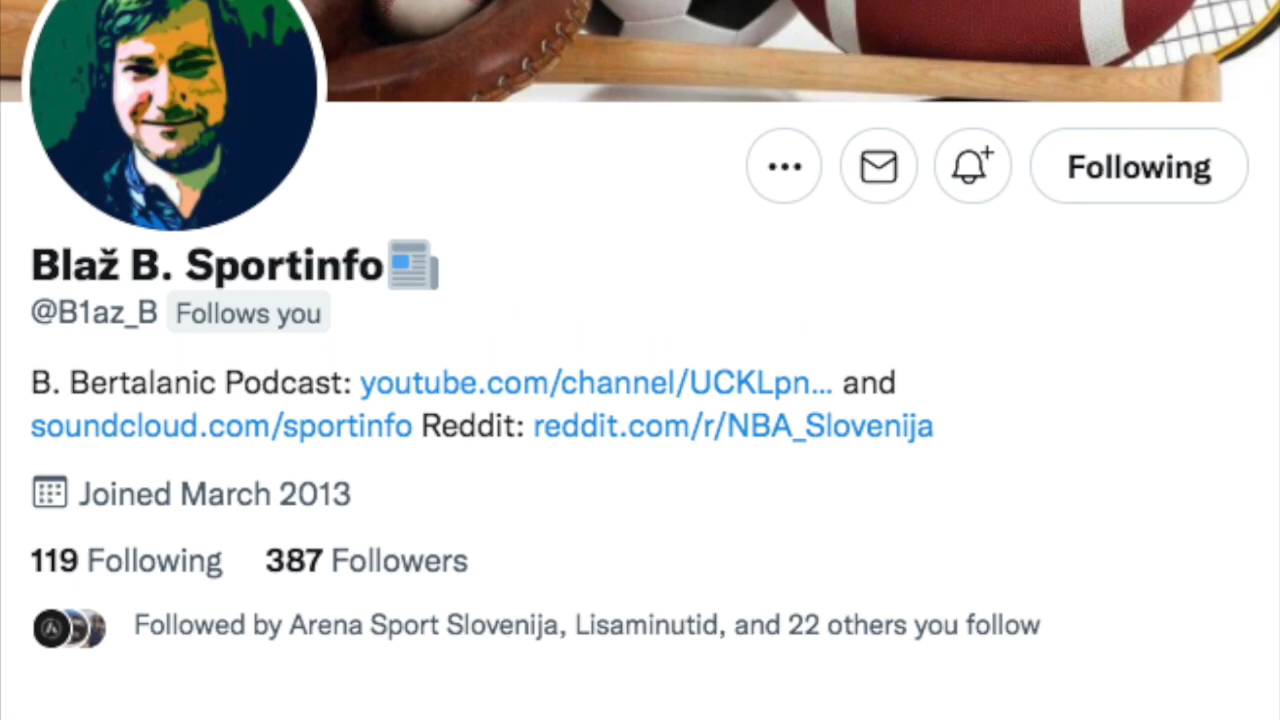 Following
Blaž B. Sportinfo
@B1az_B Follows you
B. Bertalanic Podcast: youtube.com/channel/UCKLpn... and
soundcloud.com/sportinfo Reddit: reddit.com/r/NBA_Slovenija
Joined March 2013
119 Following 387 Followers
Followed by Arena Sport Slovenija, Lisaminutid, and 22 others you follow